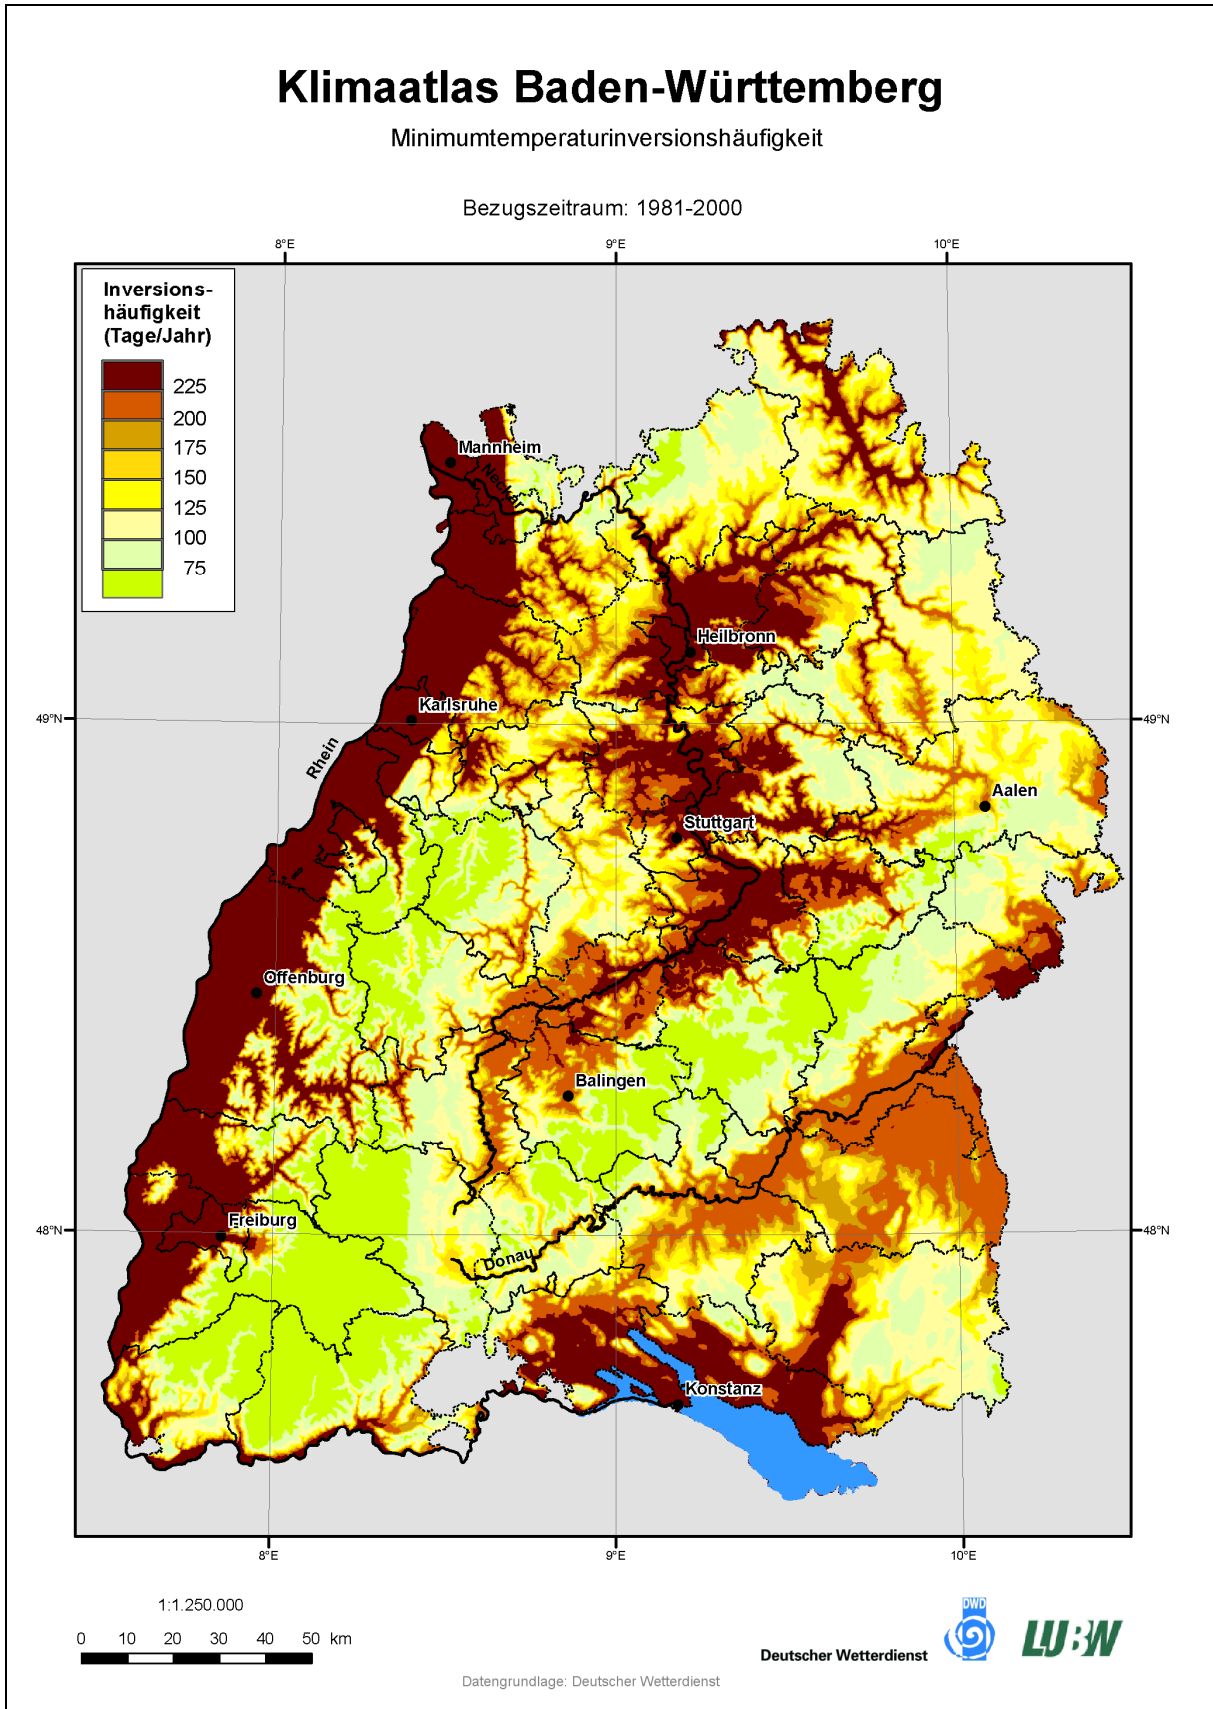 Klimaatlas Baden-Württemberg
Minimumtemperaturinversionshäufigkeit
Bezugszeitraum: 1981-2000
8°E
9°E
10°E
Inversions-
häufigkeit
(Tage/Jahr)
225
200
175
150
125
100
75
Mannheim
Neckar
Heilbronn
Karlsruhe
49°N
49°N
Rhein
Aalen
Stuttgart
Offenburg
Balingen
Freiburg
48°N
48°N
Donau
Konstanz
8°E
9°E
10°E
1:1.250.000
0 10 20 30 40 50 km
DWD
Deutscher Wetterdienst
LUBW
Datengrundlage: Deutscher Wetterdienst